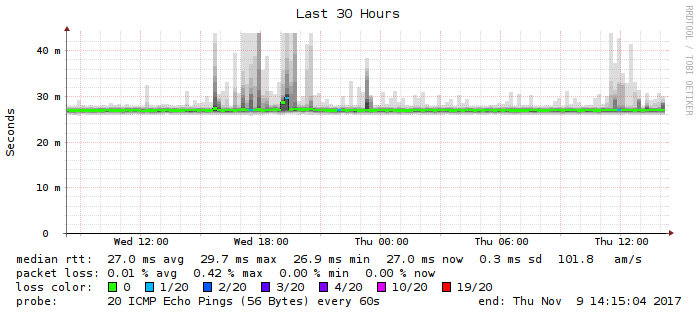 Last 30 Hours
RRDTOOL / TOBI OETIKER
Seconds
40 m
30 m
20 m
10 m
0
Wed 12:00 Wed 18:00 Thu 00:00 Thu 06:00 Thu 12:00
median rtt: 27.0 ms avg 29.7 ms max 26.9 ms min 27.0 ms now 0.3 ms sd 101.8 am/s
packet loss: 0.01 % avg 0.42 % max 0.00 % min 0.00 % now
loss color: 0 1/20 2/20 3/20 4/20 10/20 19/20
probe: 20 ICMP Echo Pings (56 Bytes) every 60s end: Thu Nov 9 14:15:04 2017